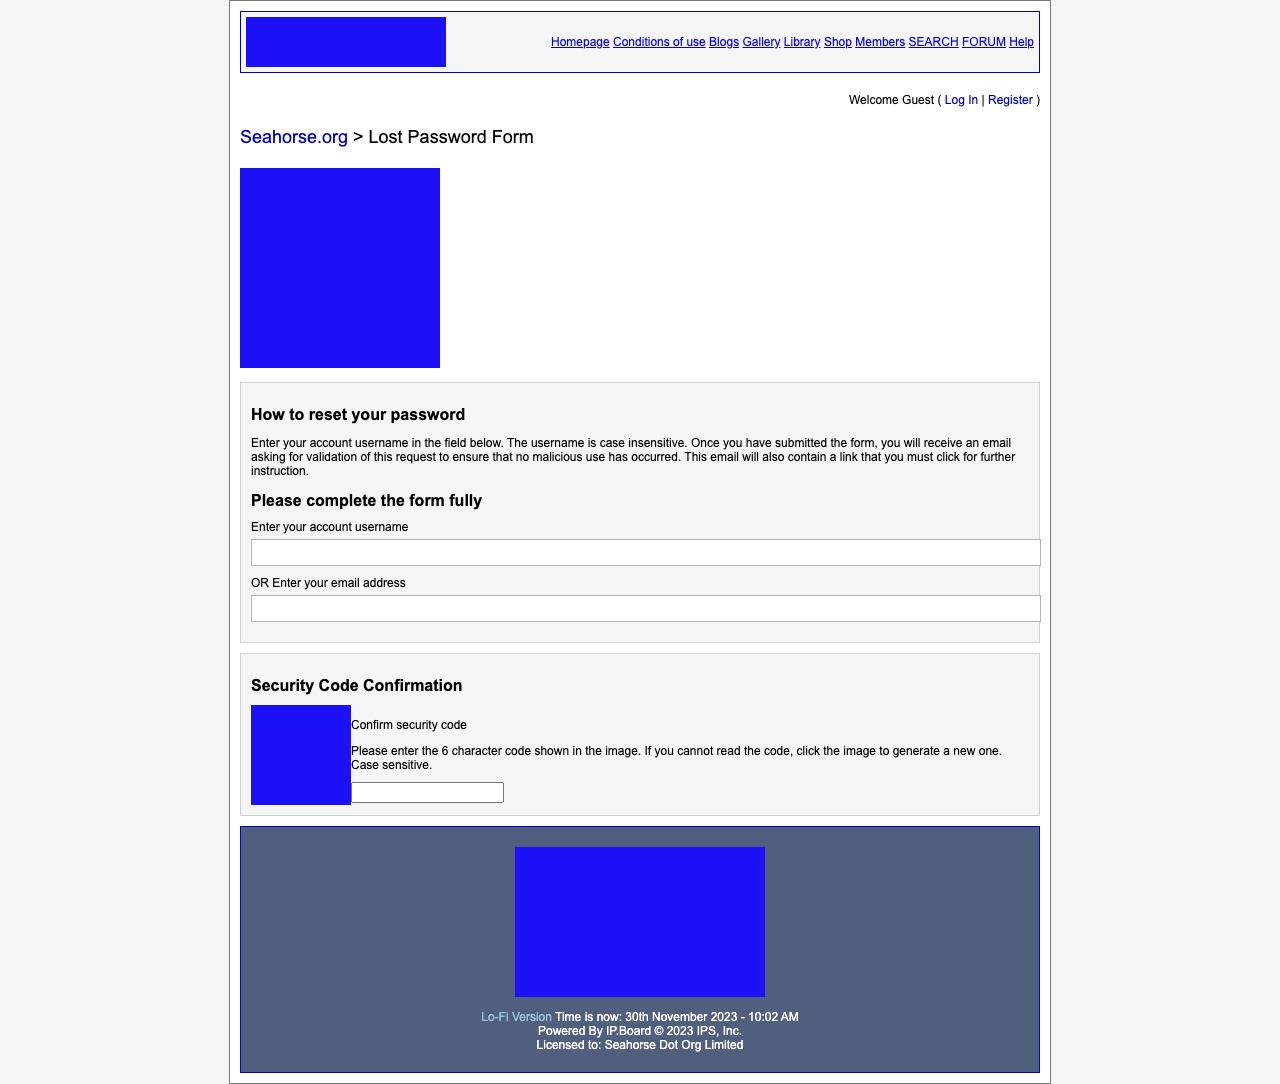 Homepage Conditions of use Blogs Gallery Library Shop Members SEARCH FORUM Help
Welcome Guest ( Log In | Register )
Seahorse.org > Lost Password Form
How to reset your password
Enter your account username in the field below. The username is case insensitive. Once you have submitted the form, you will receive an email
asking for validation of this request to ensure that no malicious use has occurred. This email will also contain a link that you must click for further
instruction.
Please complete the form fully
Enter your account username
OR Enter your email address
Security Code Confirmation
Confirm security code
Please enter the 6 character code shown in the image. If you cannot read the code, click the image to generate a new one.
Case sensitive.
Lo-Fi Version Time is now: 30th November 2023 - 10:02 AM
Powered By IP.Board © 2023 IPS, Inc.
Licensed to: Seahorse Dot Org Limited